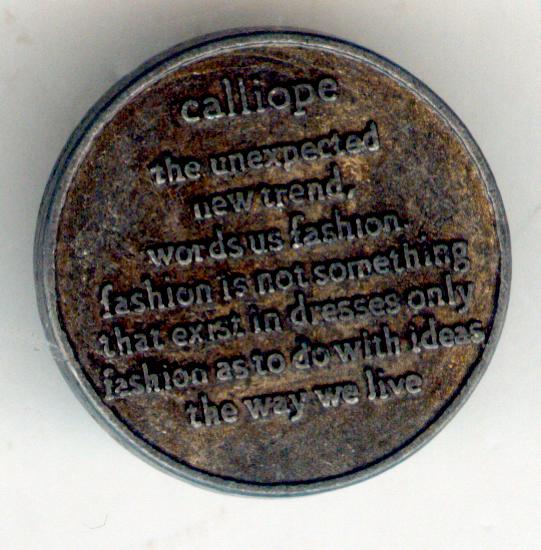 calliope
the unexpected
new trend,
words us fashion
fashion is not something
that exist in dresses only
fashion as to do with ideas
the way we live